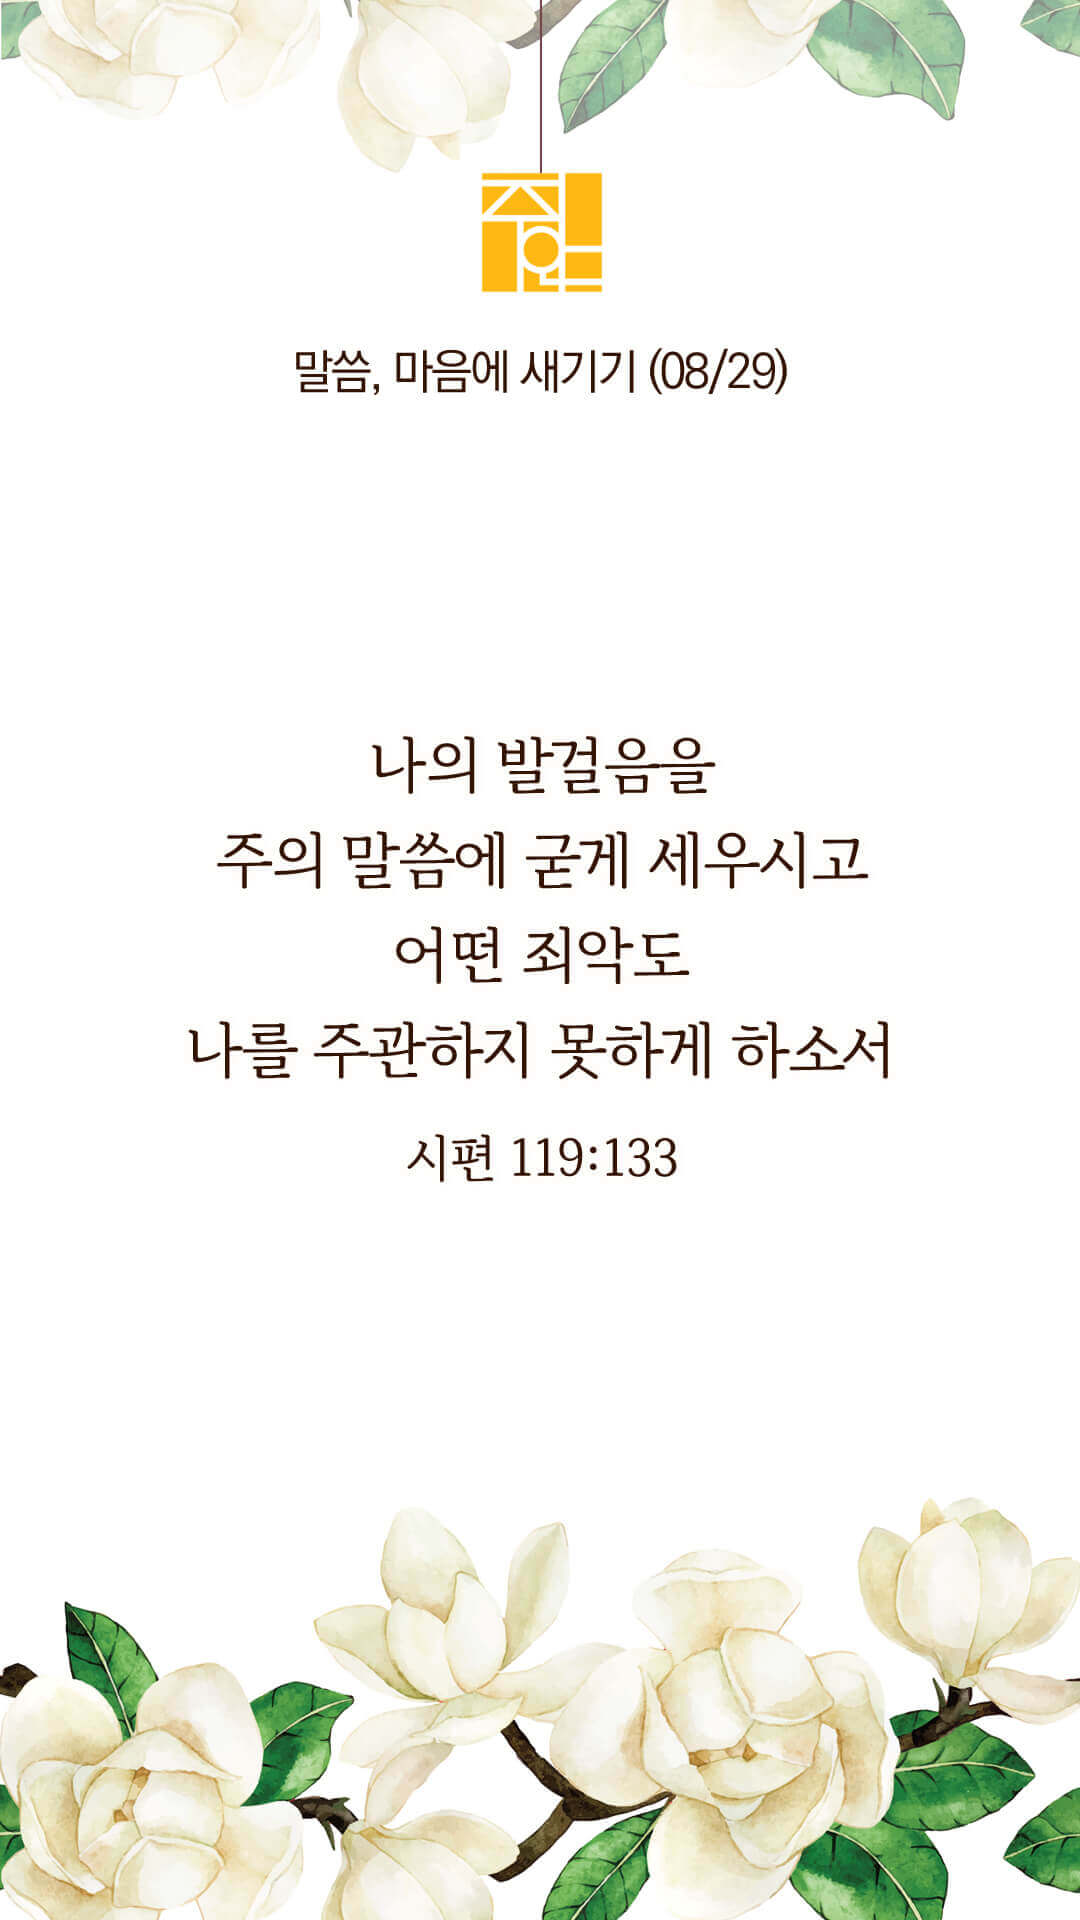 말씀, 마음에 새기기 (08/29)
나의 발걸음을
주의 말씀에 굳게 세우시고
어떤 죄악도
나를 주관하지 못하게 하소서
시편 119:133